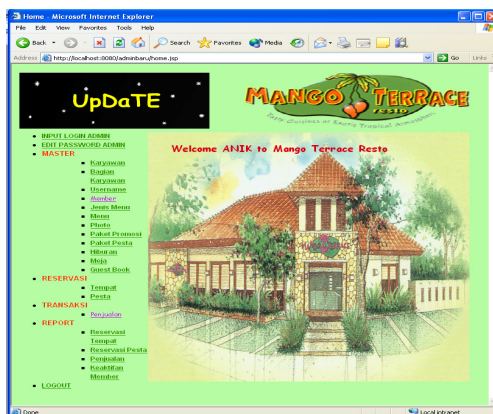 Home - Microsoft Internet Explorer
File Edit View Favorites Tools Help
Back Search Favorites Media
Address http://localhost:8080/adminbaru/home.jsp Go Links
UpDaTE
MANGO TERRACE
resto
INPUT LOGIN ADMIN
EDIT PASSWORD ADMIN
MASTER
Karyawan
Bagian
Karyawan
Username
Member
Jenis Menu
Menu
Photo
Paket Promosi
Paket Pesta
Hiburan
Meja
Guest Book
RESERVASI
Tempat
Pesta
TRANSAKSI
Penjualan
REPORT
Reservasi
Tempat
Reservasi Pesta
Penjualan
Keaktifan
Member
LOGOUT
Welcome ANIK to Mango Terrace Resto
Done Local intranet